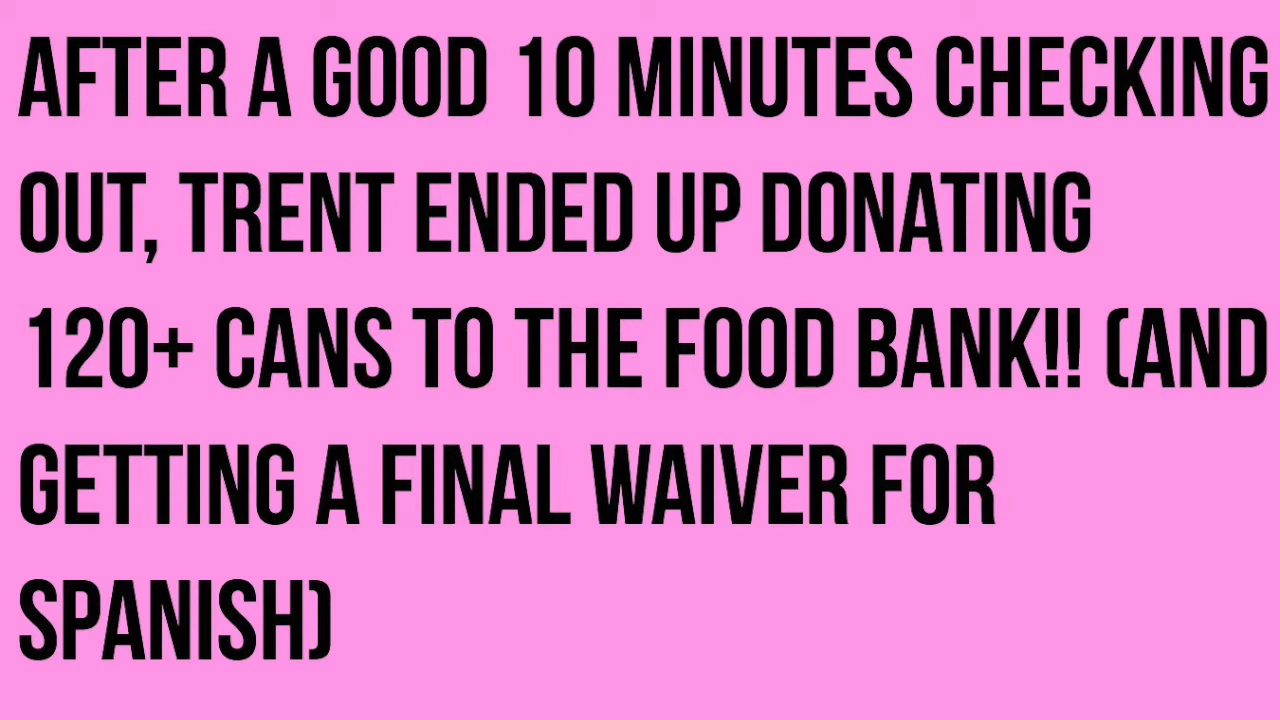 AFTER A GOOD 10 MINUTES CHECKING
OUT, TRENT ENDED UP DONATING
120+ CANS TO THE FOOD BANK!! (AND
GETTING A FINAL WAIVER FOR
SPANISH)